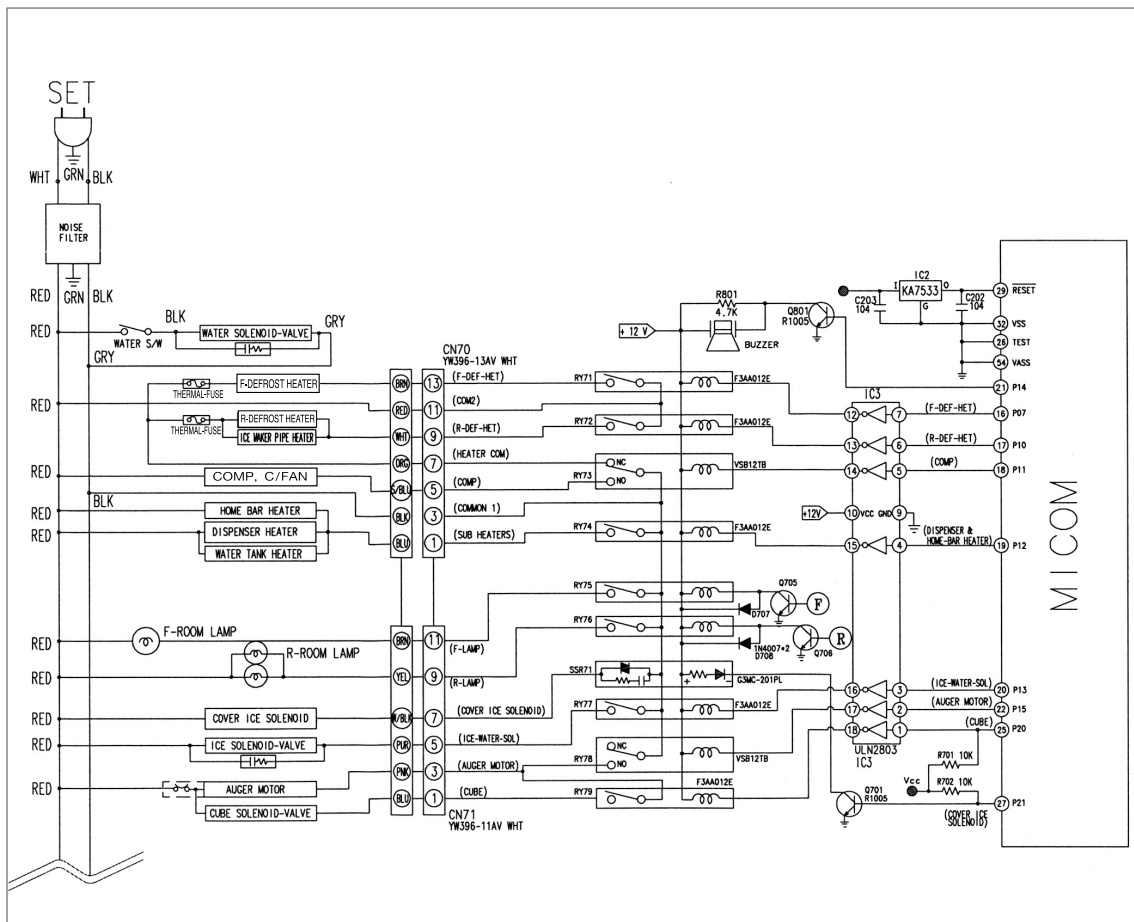 SET
WHT
GRN
BLK
NOISE
FILTER
RED
GRN
BLK
RED
WATER S/W
BLK
WATER SOLENOID-VALVE
GRY
GRY
THERMAL-FUSE
F-DEFROST HEATER
RED
THERMAL-FUSE
R-DEFROST HEATER
ICE MAKER PIPE HEATER
RED
COMP, C/FAN
BLK
RED
HOME BAR HEATER
RED
DISPENSER HEATER
WATER TANK HEATER
CN70
YW396-13AV WHT
BRN
13
(F-DEF-HET)
RED
11
(COM2)
WHT
9
(R-DEF-HET)
ORG
7
(HEATER COM)
S/BLU
5
(COMP)
BLK
3
(COMMON 1)
BLU
1
(SUB HEATERS)
RED
F-ROOM LAMP
R-ROOM LAMP
RED
RED
COVER ICE SOLENOID
RED
ICE SOLENOID-VALVE
RED
AUGER MOTOR
CUBE SOLENOID-VALVE
BRN
11
(F-LAMP)
YEL
9
(R-LAMP)
W/BLK
7
(COVER ICE SOLENOID)
PUR
5
(ICE-WATER-SOL)
PNK
3
(AUGER MOTOR)
BLU
1
(CUBE)
CN71
YW396-11AV WHT
+ 12 V
R801
4.7K
BUZZER
Q801
R1005
RY71
F3AA012E
RY72
F3AA012E
RY73
NC
NO
VSB12TB
RY74
F3AA012E
RY75
D707
Q705
F
RY76
1N4007*2
D708
Q706
R
SSR71
+
-
G3MC-201PL
RY77
F3AA012E
RY78
NC
NO
VSB12TB
RY79
F3AA012E
IC2
I
KA7533
O
G
C203
104
C202
104
IC3
12
7
(F-DEF-HET)
13
6
(R-DEF-HET)
14
5
(COMP)
+12V
10
VCC GND
9
15
4
(DISPENSER &
HOME-BAR HEATER)
16
3
(ICE-WATER-SOL)
17
2
(AUGER MOTOR)
18
1
(CUBE)
ULN2803
IC3
R701 10K
Vcc
R702 10K
Q701
R1005
(COVER ICE
SOLENOID)
29
RESET
32
VSS
26
TEST
54
VASS
21
P14
16
P07
17
P10
18
P11
19
P12
20
P13
22
P15
25
P20
27
P21
MICOM